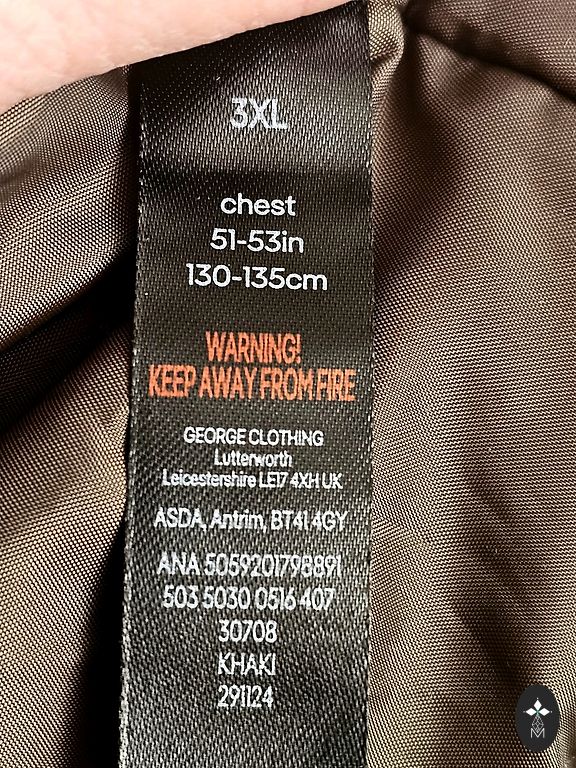 3XL
chest
51-53in
130-135cm
WARNING!
KEEP AWAY FROM FIRE
GEORGE CLOTHING
Lutterworth
Leicestershire LE17 4XH UK
ASDA, Antrim, BT41 4GY
ANA 5059201798891
503 5030 0516 407
30708
KHAKI
291124
M